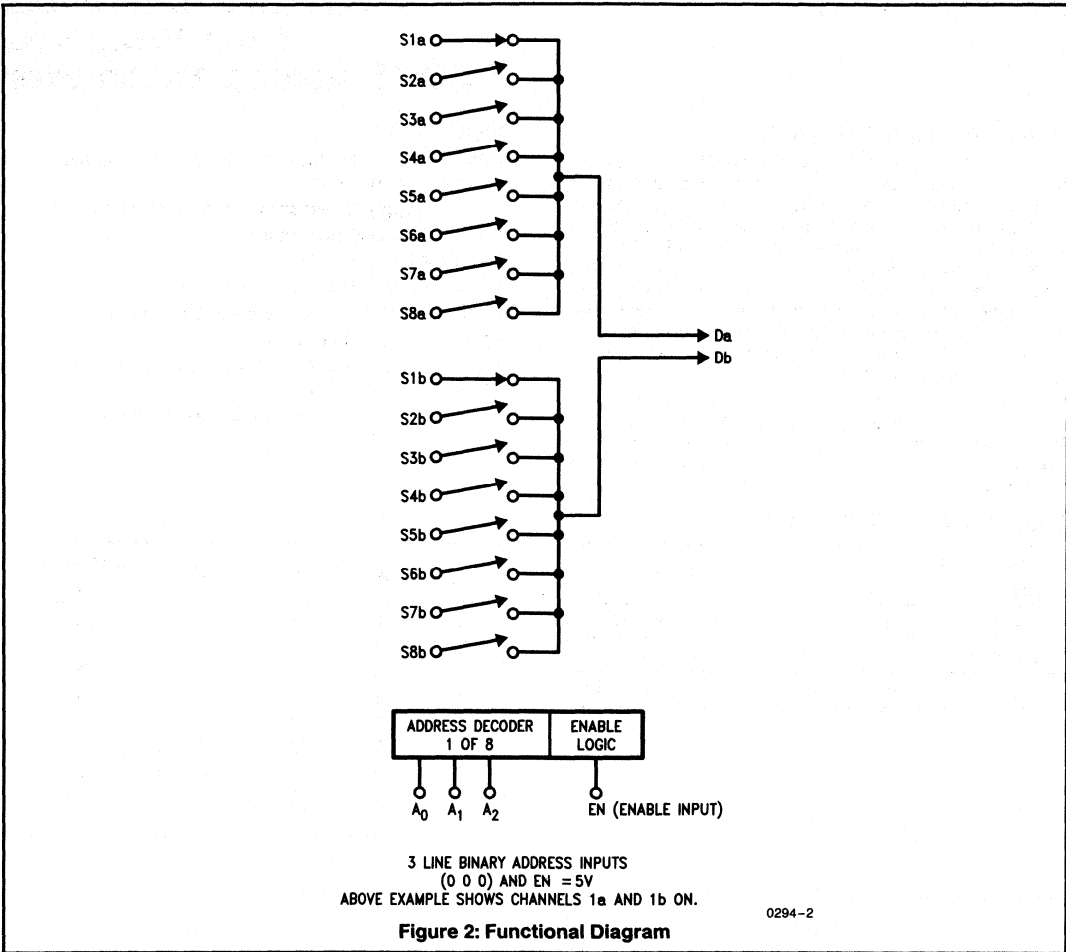 S1a
S2a
S3a
S4a
S5a
S6a
S7a
S8a
Da
Db
S1b
S2b
S3b
S4b
S5b
S6b
S7b
S8b
ADDRESS DECODER
1 OF 8
ENABLE
LOGIC
A0 A1 A2
EN (ENABLE INPUT)
3 LINE BINARY ADDRESS INPUTS
(0 0 0) AND EN = 5V
ABOVE EXAMPLE SHOWS CHANNELS 1a AND 1b ON.
0294-2
Figure 2: Functional Diagram